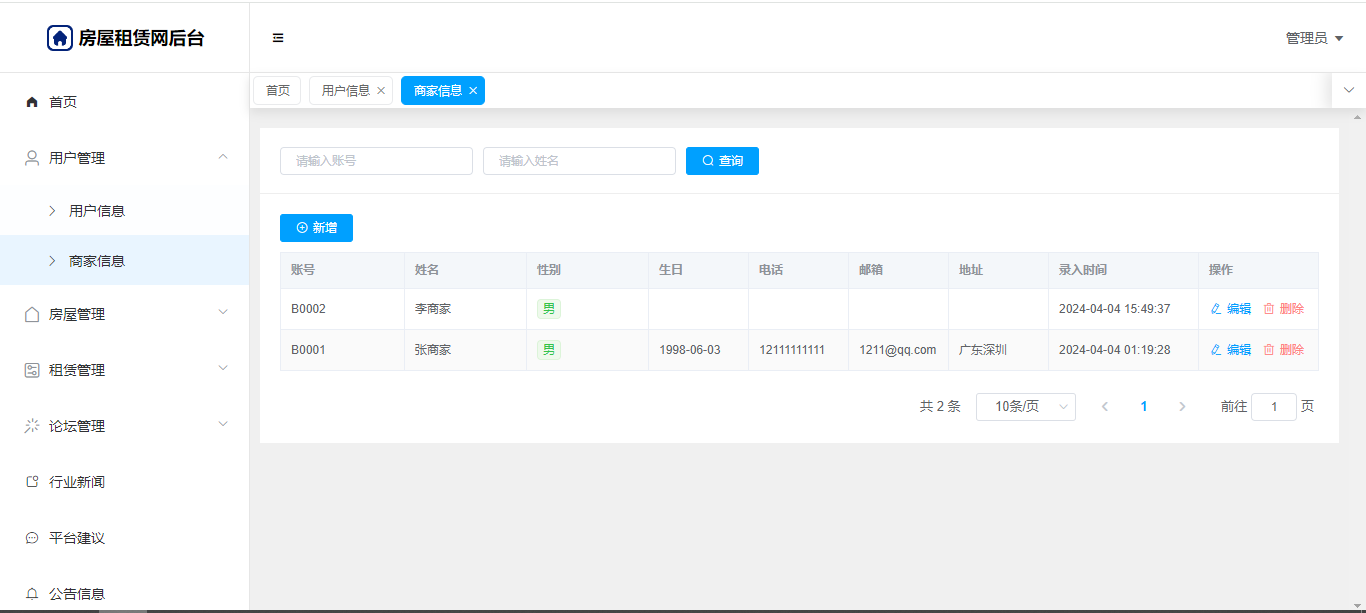 房屋租赁网后台
管理员
首页
用户信息
商家信息
首页
用户管理
用户信息
商家信息
房屋管理
租赁管理
论坛管理
行业新闻
平台建议
公告信息
请输入账号 请输入姓名 查询
新增
账号 姓名 性别 生日 电话 邮箱 地址 录入时间 操作
B0002 李商家 男 2024-04-04 15:49:37 编辑 删除
B0001 张商家 男 1998-06-03 12111111111 1211@qq.com 广东深圳 2024-04-04 01:19:28 编辑 删除
共 2 条 10条/页 1 前往 1 页